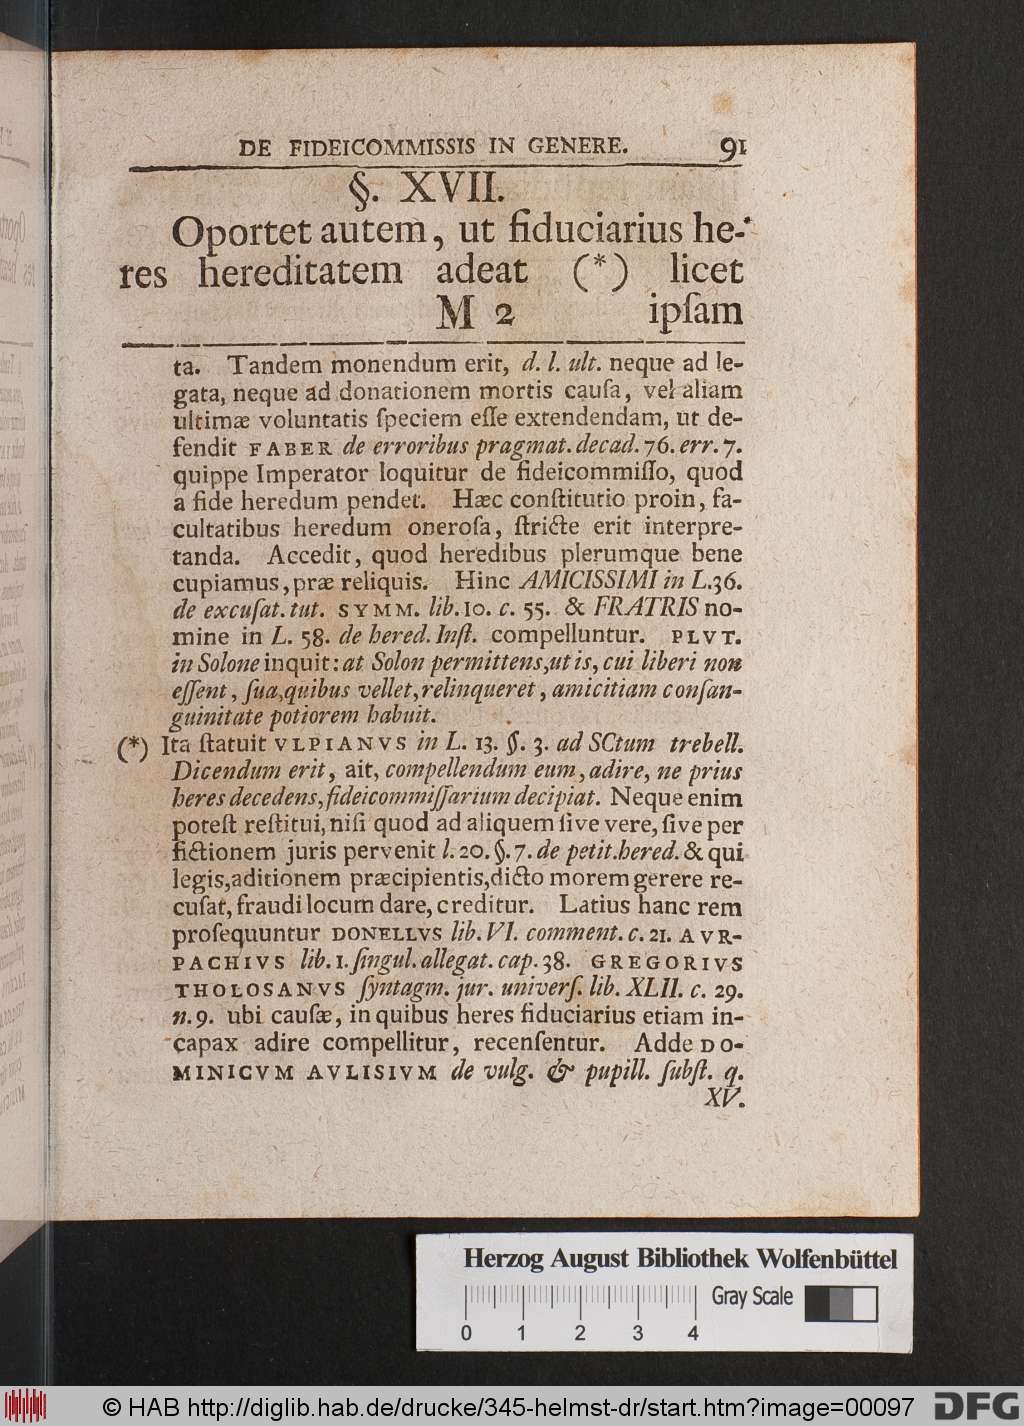 DE FIDEICOMMISSIS IN GENERE. 91
§. XVII.
Oportet autem, ut fiduciarius he-
res hereditatem adeat (*) licet
M 2 ipſam
ta. Tandem monendum erit, d. l. ult. neque ad le-
gata, neque ad donationem mortis cauſa, vel aliam
ultimæ voluntatis ſpeciem eſſe extendendam, ut de-
fendit FABER de erroribus pragmat. decad. 76. err. 7.
quippe Imperator loquitur de fideicommiſſo, quod
a fide heredum pendet. Hæc conſtitutio proin, fa-
cultatibus heredum oneroſa, ſtricte erit interpre-
tanda. Accedit, quod heredibus plerumque bene
cupiamus, præ reliquis. Hinc AMICISSIMI in L.36.
de excuſat. tut. SYMM. lib. 10. c. 55. & FRATRIS no-
mine in L. 58. de hered. Inſt. compelluntur. PLVT.
in Solone inquit: at Solon permittens, ut is, cui liberi non
eſſent, ſua, quibus vellet, relinqueret, amicitiam conſan-
guinitate potiorem habuit.
(*) Ita ſtatuit VLPIANVS in L. 13. §. 3. ad SCtum trebell.
Dicendum erit, ait, compellendum eum, adire, ne prius
heres decedens, fideicommiſſarium decipiat. Neque enim
poteſt reſtitui, niſi quod ad aliquem ſive vere, ſive per
fictionem juris pervenit l. 20. §. 7. de petit. hered. & qui
legis, aditionem præcipientis, dicto morem gerere re-
cuſat, fraudi locum dare, creditur. Latius hanc rem
proſequuntur DONELLVS lib. VI. comment. c. 21. AVR-
PACHIVS lib. 1. ſingul. allegat. cap. 38. GREGORIVS
THOLOSANVS ſyntagm. jur. univerſ. lib. XLII. c. 29.
n. 9. ubi cauſæ, in quibus heres fiduciarius etiam in-
capax adire compellitur, recenſentur. Adde DO-
MINICVM AVLISIVM de vulg. & pupill. ſubſt. q.
XV.
Herzog August Bibliothek Wolfenbüttel
Gray Scale
0 1 2 3 4
© HAB http://diglib.hab.de/drucke/345-helmst-dr/start.htm?image=00097 DFG